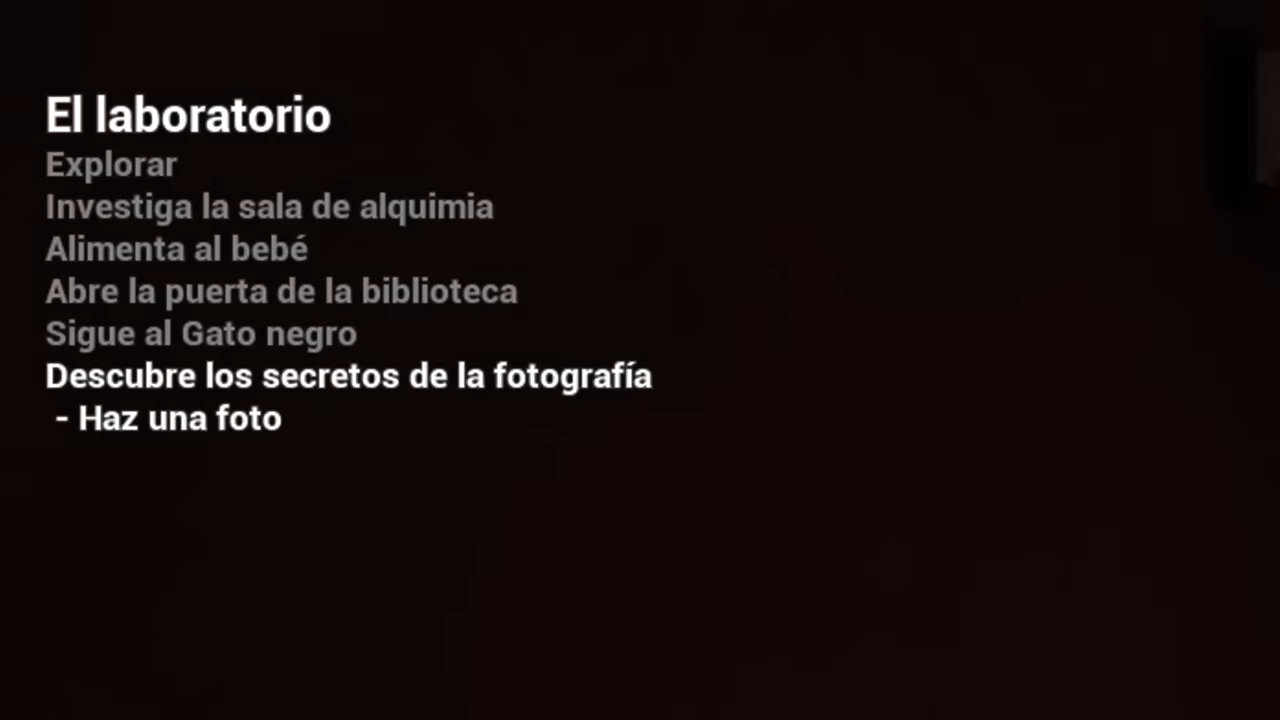 El laboratorio
Explorar
Investiga la sala de alquimia
Alimenta al bebé
Abre la puerta de la biblioteca
Sigue al Gato negro
Descubre los secretos de la fotografía
- Haz una foto